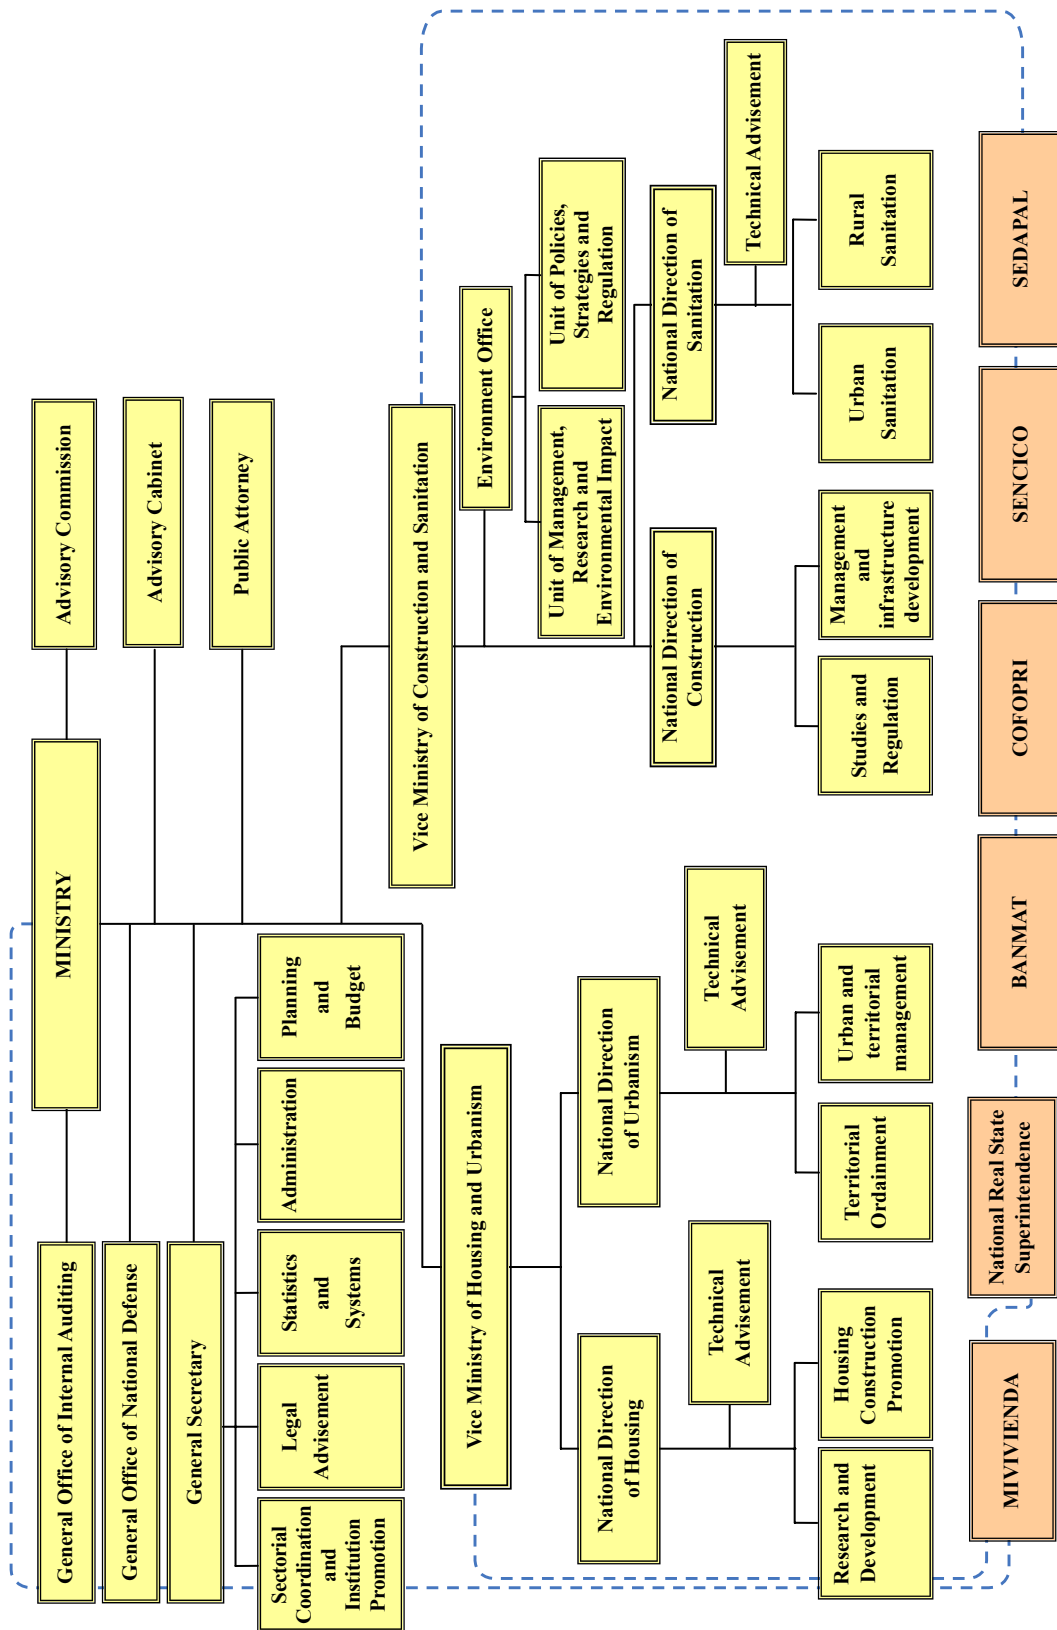 MINISTRY
General Office of Internal Auditing
General Office of National Defense
General Secretary
Advisory Commission
Advisory Cabinet
Public Attorney
Sectorial
Coordination
and
Institution
Promotion
Legal
Advisement
Statistics
and
Systems
Administration
Planning
and
Budget
Vice Ministry of Housing and Urbanism
Vice Ministry of Construction and Sanitation
Environment Office
Unit of Management,
Research and
Environmental Impact
Unit of Policies,
Strategies and
Regulation
National Direction
of Housing
National Direction
of Urbanism
National Direction of
Construction
National Direction of
Sanitation
Technical
Advisement
Technical
Advisement
Technical Advisement
Research and
Development
Housing
Construction
Promotion
Territorial
Ordainment
Urban and
territorial
management
Studies and
Regulation
Management
and
infrastructure
development
Urban
Sanitation
Rural
Sanitation
MIVIVIENDA
National Real State
Superintendence
BANMAT
COFOPRI
SENCICO
SEDAPAL